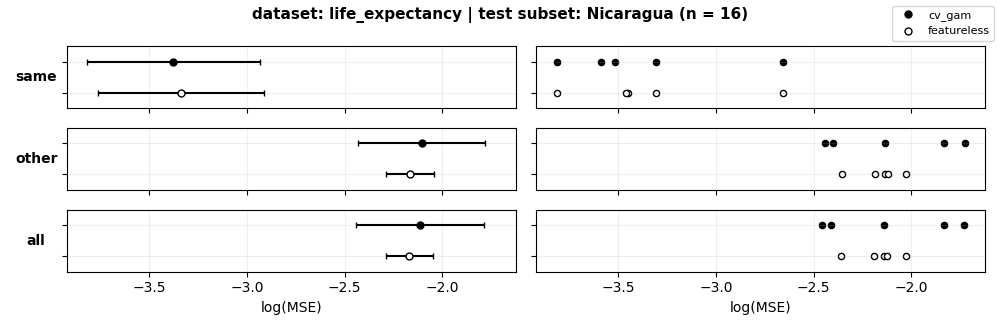 dataset: life_expectancy | test subset: Nicaragua (n = 16)
cv_gam
featureless
same
other
all
−3.5 −3.0 −2.5 −2.0
−3.5 −3.0 −2.5 −2.0
log(MSE)
log(MSE)